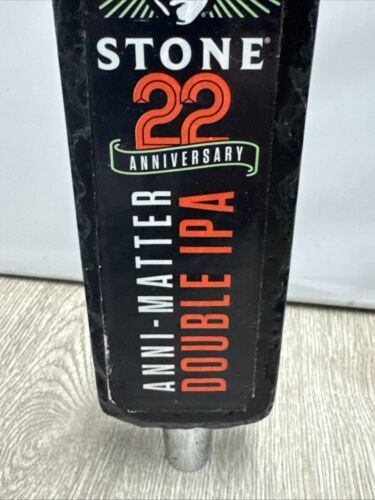 STONE®
22
ANNIVERSARY
ANNI-MATTER
DOUBLE IPA